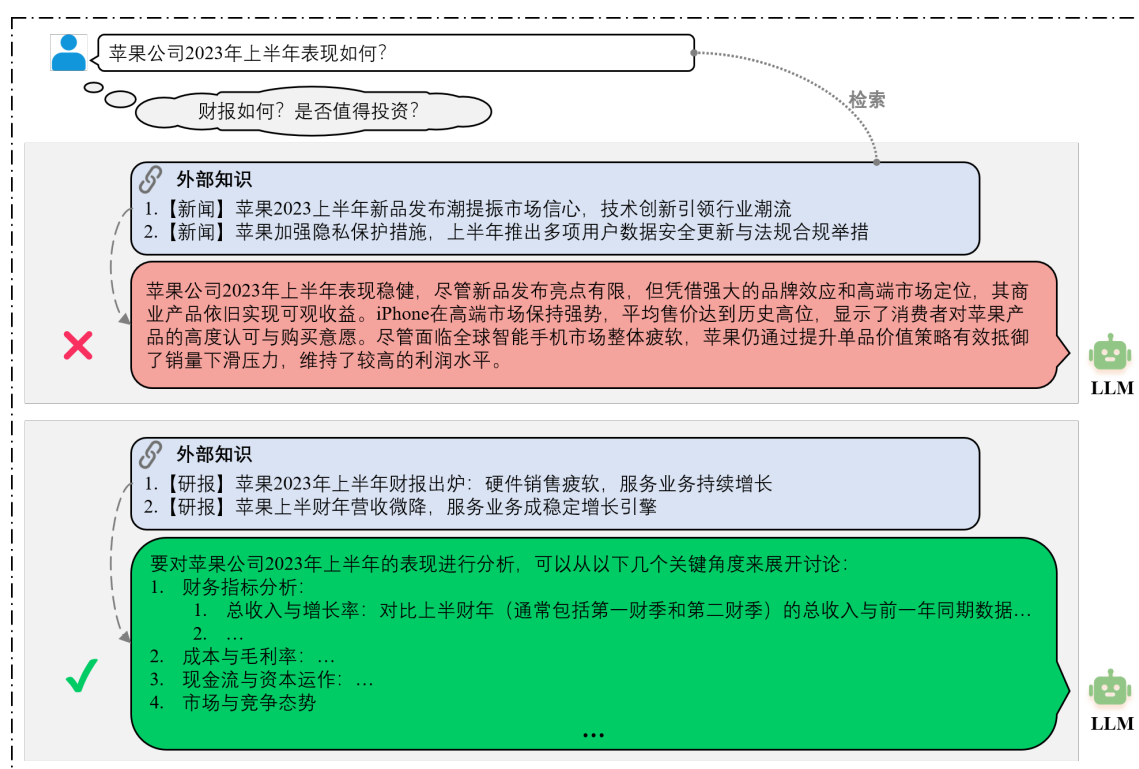 苹果公司2023年上半年表现如何?
财报如何? 是否值得投资?
检索
外部知识
1.【新闻】苹果2023上半年新品发布潮提振市场信心，技术创新引领行业潮流
2.【新闻】苹果加强隐私保护措施，上半年推出多项用户数据安全更新与法规合规举措
苹果公司2023年上半年表现稳健，尽管新品发布亮点有限，但凭借强大的品牌效应和高端市场定位，其商
业产品依旧实现可观收益。iPhone在高端市场保持强势，平均售价达到历史高位，显示了消费者对苹果产
品的高度认可与购买意愿。尽管面临全球智能手机市场整体疲软，苹果仍通过提升单品价值策略有效抵御
了销量下滑压力，维持了较高的利润水平。
LLM
外部知识
1.【研报】苹果2023年上半年财报出炉：硬件销售疲软，服务业务持续增长
2.【研报】苹果上半财年营收微降，服务业务成稳定增长引擎
要对苹果公司2023年上半年的表现进行分析，可以从以下几个关键角度来展开讨论：
1. 财务指标分析：
1. 总收入与增长率：对比上半财年（通常包括第一财季和第二财季）的总收入与前一年同期数据…
2. …
2. 成本与毛利率：…
3. 现金流与资本运作：…
4. 市场与竞争态势
…
LLM